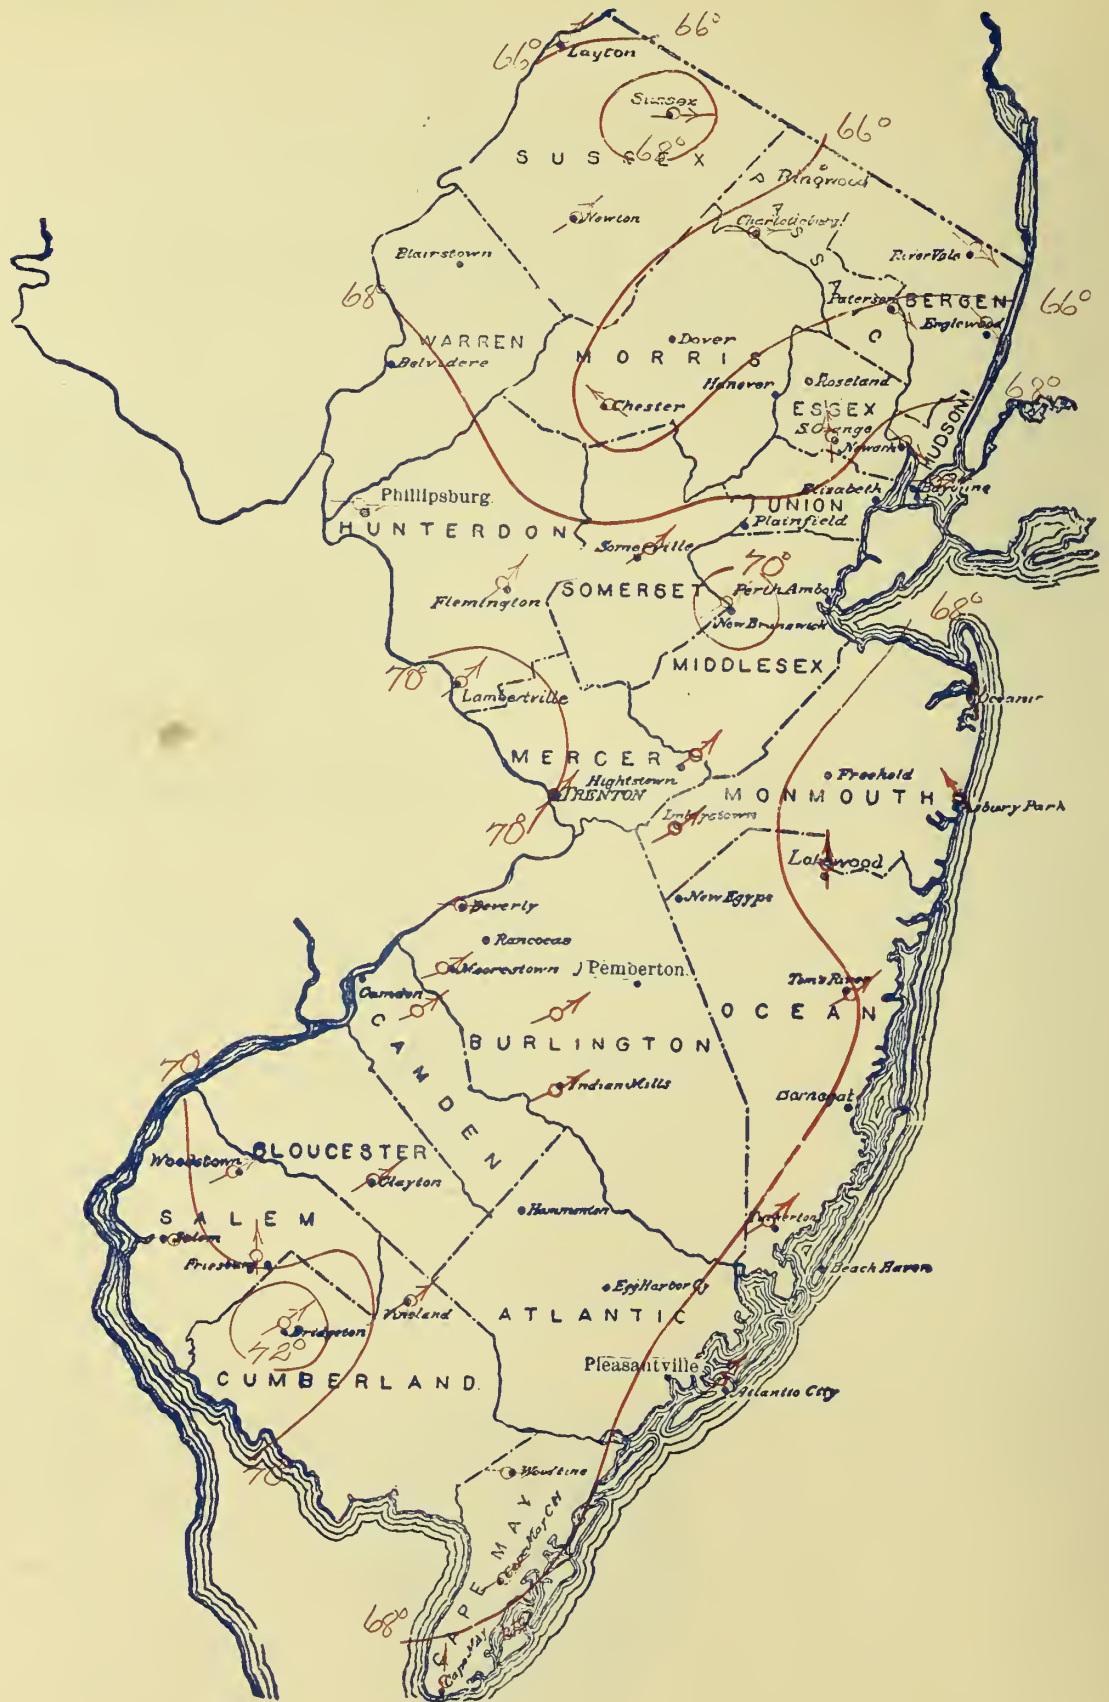 66°
66°
Layton
Sussex
68°
SUSSEX
66°
Ringwood
Newton
Charlotteburg
PASSAIC
Blairstown
RiverVale
68°
Paterson
BERGEN
66°
Englewood
WARREN
Dover
MORRIS
Belvidere
Hanover
Roseland
68°
Chester
ESSEX
S.Orange
HUDSON
Newark
Phillipsburg.
Elizabeth
Bayonne
UNION
HUNTERDON
Plainfield
Somerville
70°
SOMERSET
Perth Amboy
Flemington
68°
New Brunswick
MIDDLESEX
70°
Lambertville
Oceanic
MERCER
Hightstown
Freehold
TRENTON
MONMOUTH
Asbury Park
Imlaystown
70°
Lakewood
New Egypt
Beverly
Rancocas
Moorestown
Pemberton.
Tom's River
Camden
OCEAN
CAMDEN
BURLINGTON
70°
Indian Mills
Barnegat
GLOUCESTER
Woodstown
Clayton
SALEM
Hammonton
Tuckerton
Salem
Friesburg
Beach Haven
Egg Harbor Cy
Vineland
ATLANTIC
Bridgeton
72°
Pleasantville
CUMBERLAND.
Atlantic City
70°
Woodbine
CAPE MAY
Cape May C H
68°
Cape May